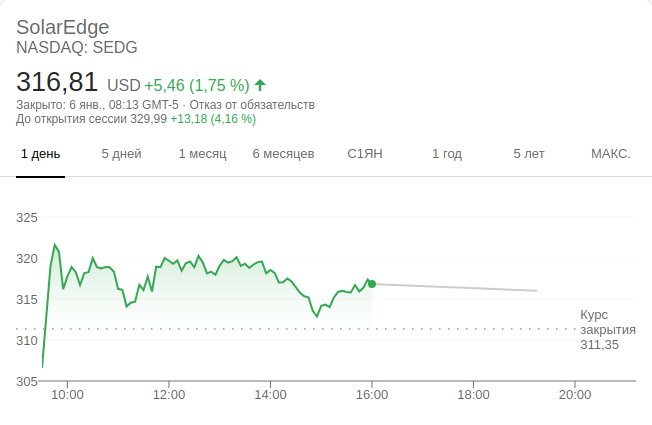 SolarEdge
NASDAQ: SEDG
316,81 USD +5,46 (1,75 %)
Закрыто: 6 янв., 08:13 GMT-5 · Отказ от обязательств
До открытия сессии 329,99 +13,18 (4,16 %)
1 день 5 дней 1 месяц 6 месяцев С1ЯН 1 год 5 лет МАКС.
325
320
315
310
305
Курс
закрытия
311,35
10:00 12:00 14:00 16:00 18:00 20:00